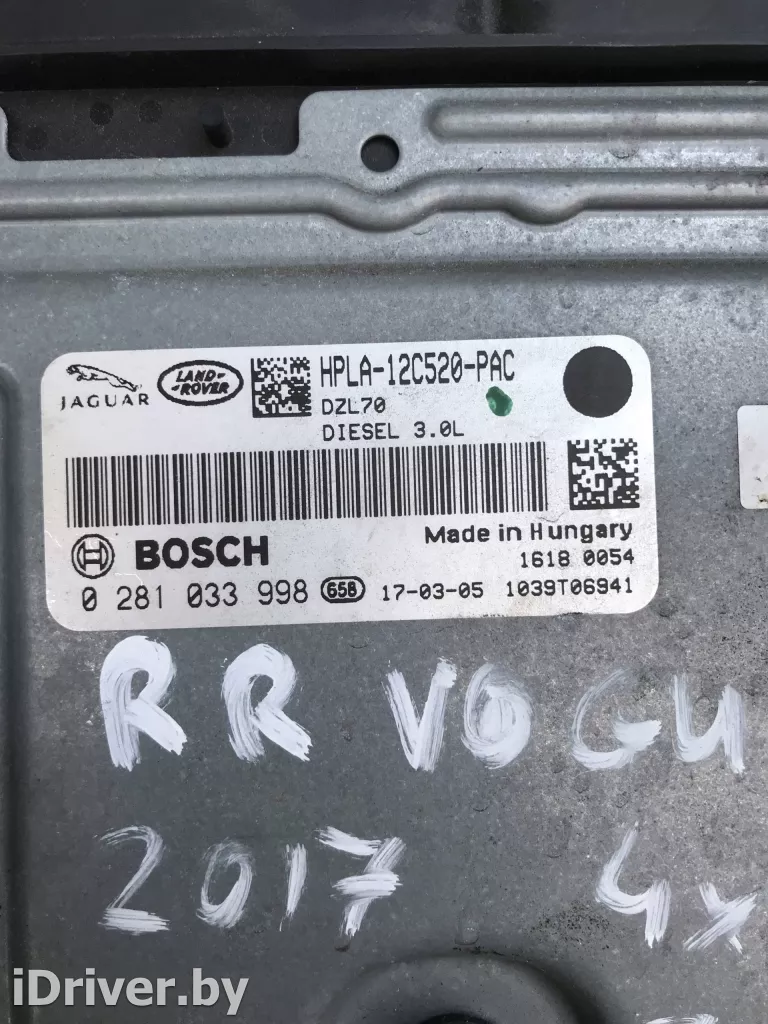 JAGUAR
LAND-
ROVER
HPLA-12C520-PAC
DZL70
DIESEL 3.0L
Made in Hungary
BOSCH
1618 0054
0 281 033 998 65B 17-03-05 1039T06941
RR VOGU
2017 4x
iDriver.by